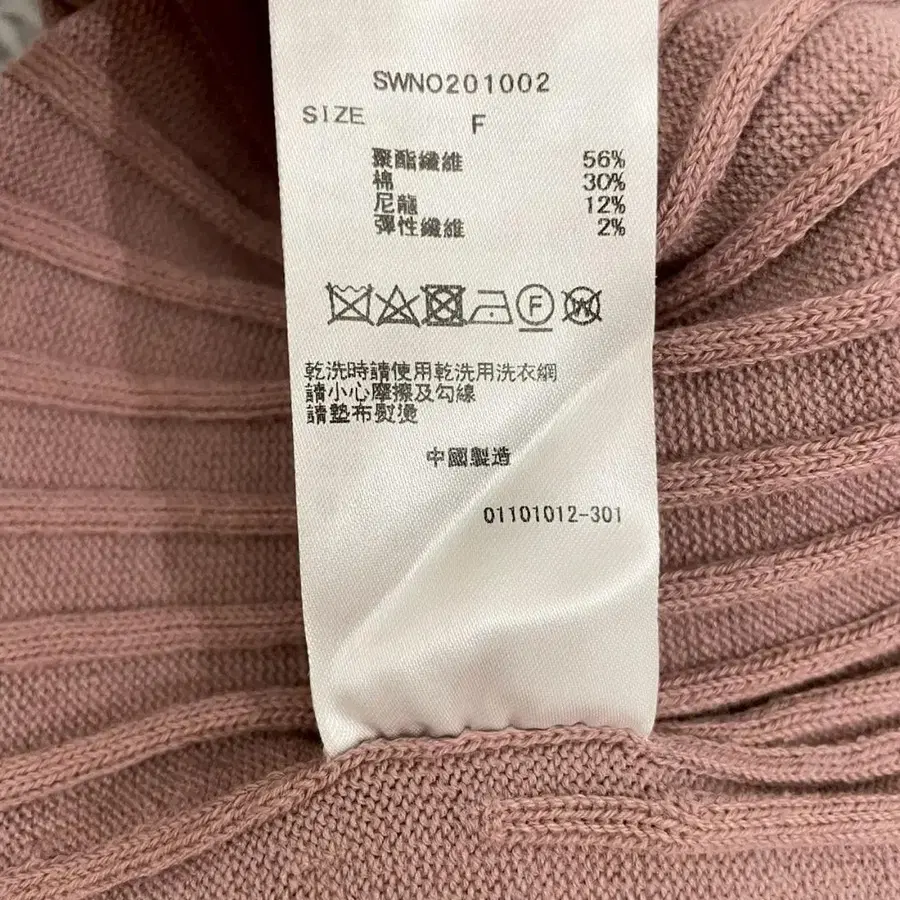 SWNO201002
SIZE F
聚酯纖維 56%
棉 30%
尼龍 12%
彈性纖維 2%
F W
乾洗時請使用乾洗用洗衣網
請小心摩擦及勾線
請墊布熨燙
中國製造
01101012-301